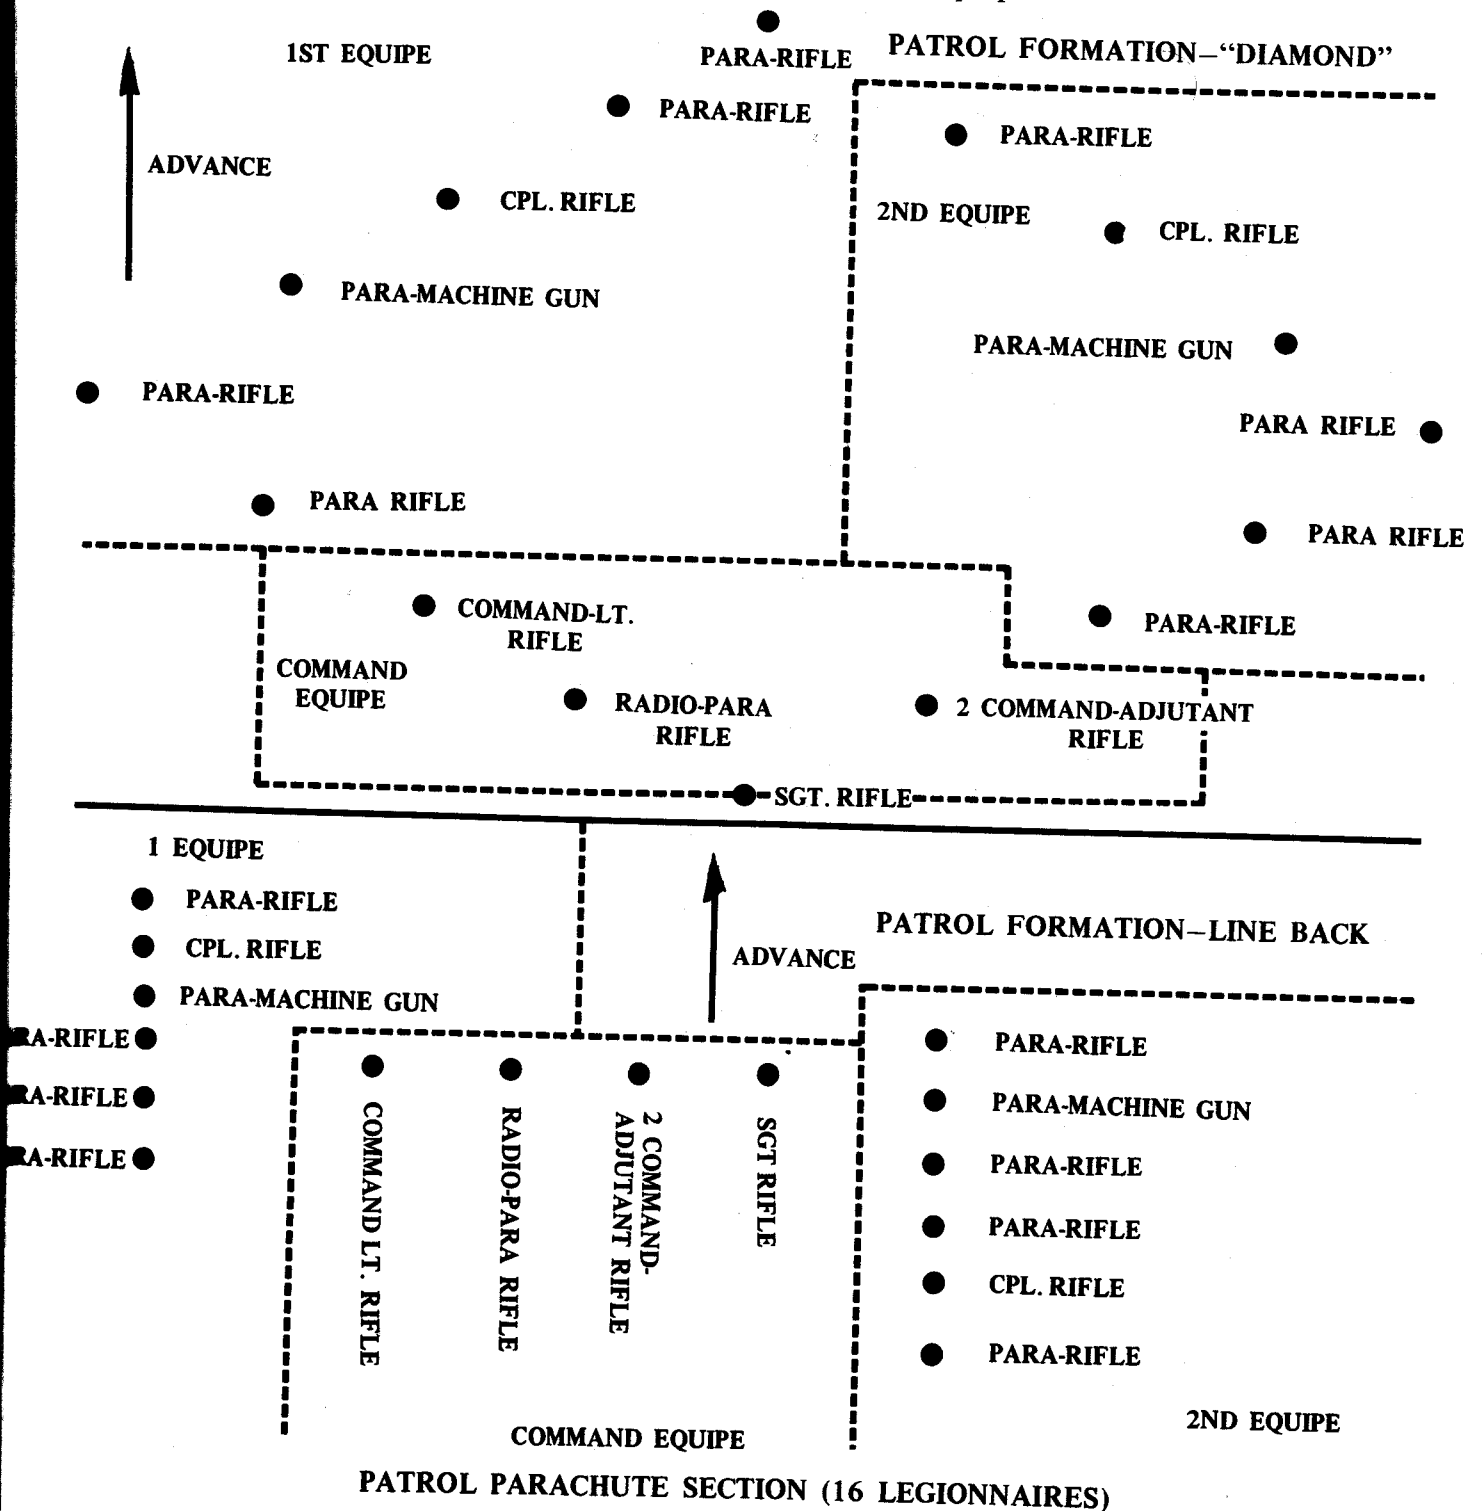 PARA-RIFLE
1ST EQUIPE
PATROL FORMATION–“DIAMOND”
PARA-RIFLE
ADVANCE
CPL. RIFLE
PARA-MACHINE GUN
PARA-RIFLE
PARA RIFLE
PARA-RIFLE
2ND EQUIPE
CPL. RIFLE
PARA-MACHINE GUN
PARA RIFLE
PARA RIFLE
PARA-RIFLE
COMMAND-LT.
RIFLE
COMMAND
EQUIPE
RADIO-PARA
RIFLE
2 COMMAND-ADJUTANT
RIFLE
SGT. RIFLE
1 EQUIPE
PARA-RIFLE
CPL. RIFLE
PARA-MACHINE GUN
RA-RIFLE
RA-RIFLE
RA-RIFLE
ADVANCE
PATROL FORMATION–LINE BACK
COMMAND LT. RIFLE
RADIO-PARA RIFLE
2 COMMAND-
ADJUTANT RIFLE
SGT RIFLE
COMMAND EQUIPE
PARA-RIFLE
PARA-MACHINE GUN
PARA-RIFLE
PARA-RIFLE
CPL. RIFLE
PARA-RIFLE
2ND EQUIPE
PATROL PARACHUTE SECTION (16 LEGIONNAIRES)